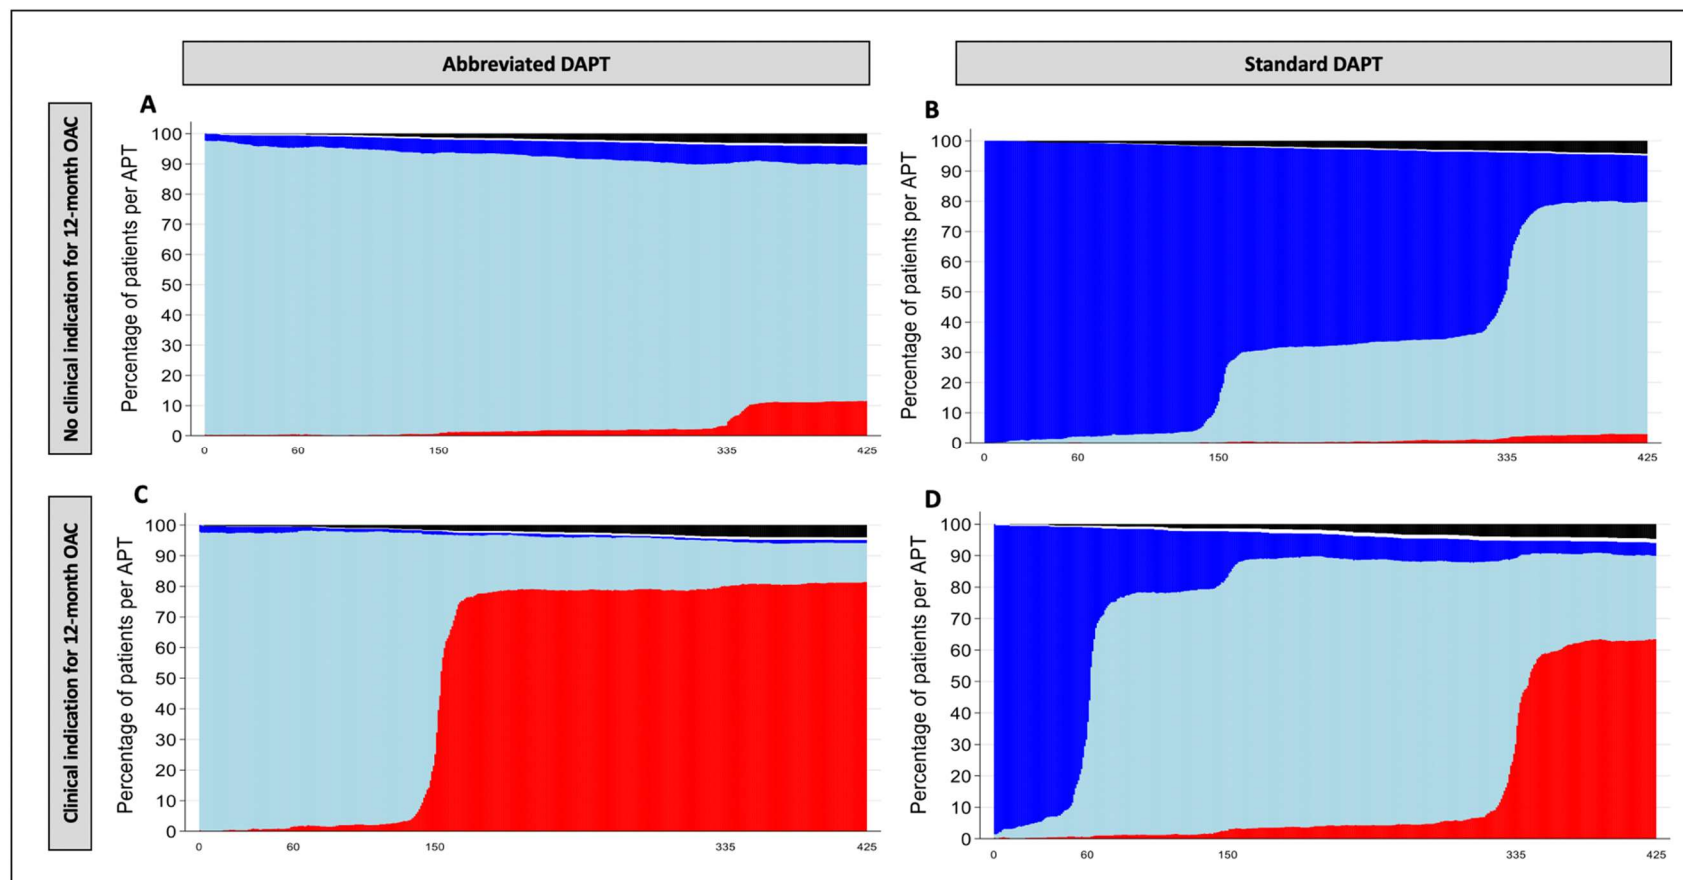 Abbreviated DAPT
Standard DAPT
No clinical indication for 12-month OAC
A
Percentage of patients per APT
100
90
80
70
60
50
40
30
20
10
0
0 60 150 335 425
B
Percentage of patients per APT
100
90
80
70
60
50
40
30
20
10
0
0 60 150 335 425
Clinical indication for 12-month OAC
C
Percentage of patients per APT
100
90
80
70
60
50
40
30
20
10
0
0 60 150 335 425
D
Percentage of patients per APT
100
90
80
70
60
50
40
30
20
10
0
0 60 150 335 425